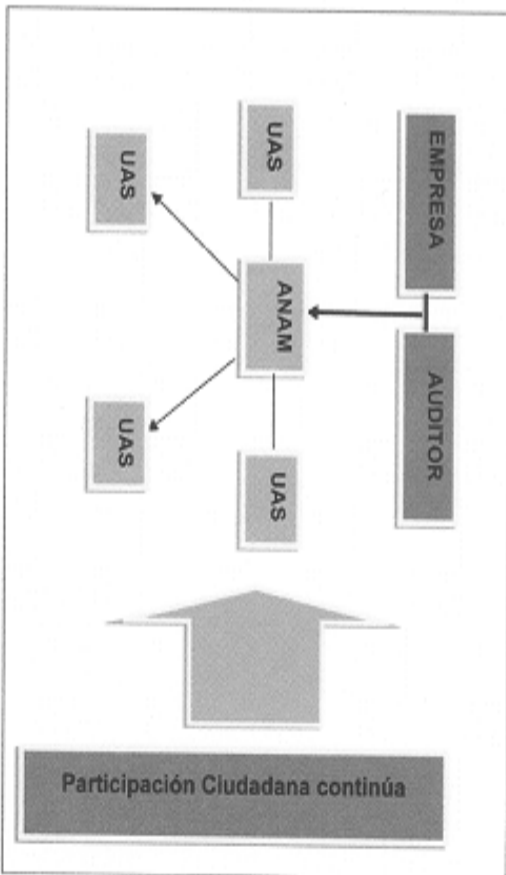 EMPRESA
AUDITOR
UAS
ANAM
UAS
UAS
UAS
Participación Ciudadana continúa